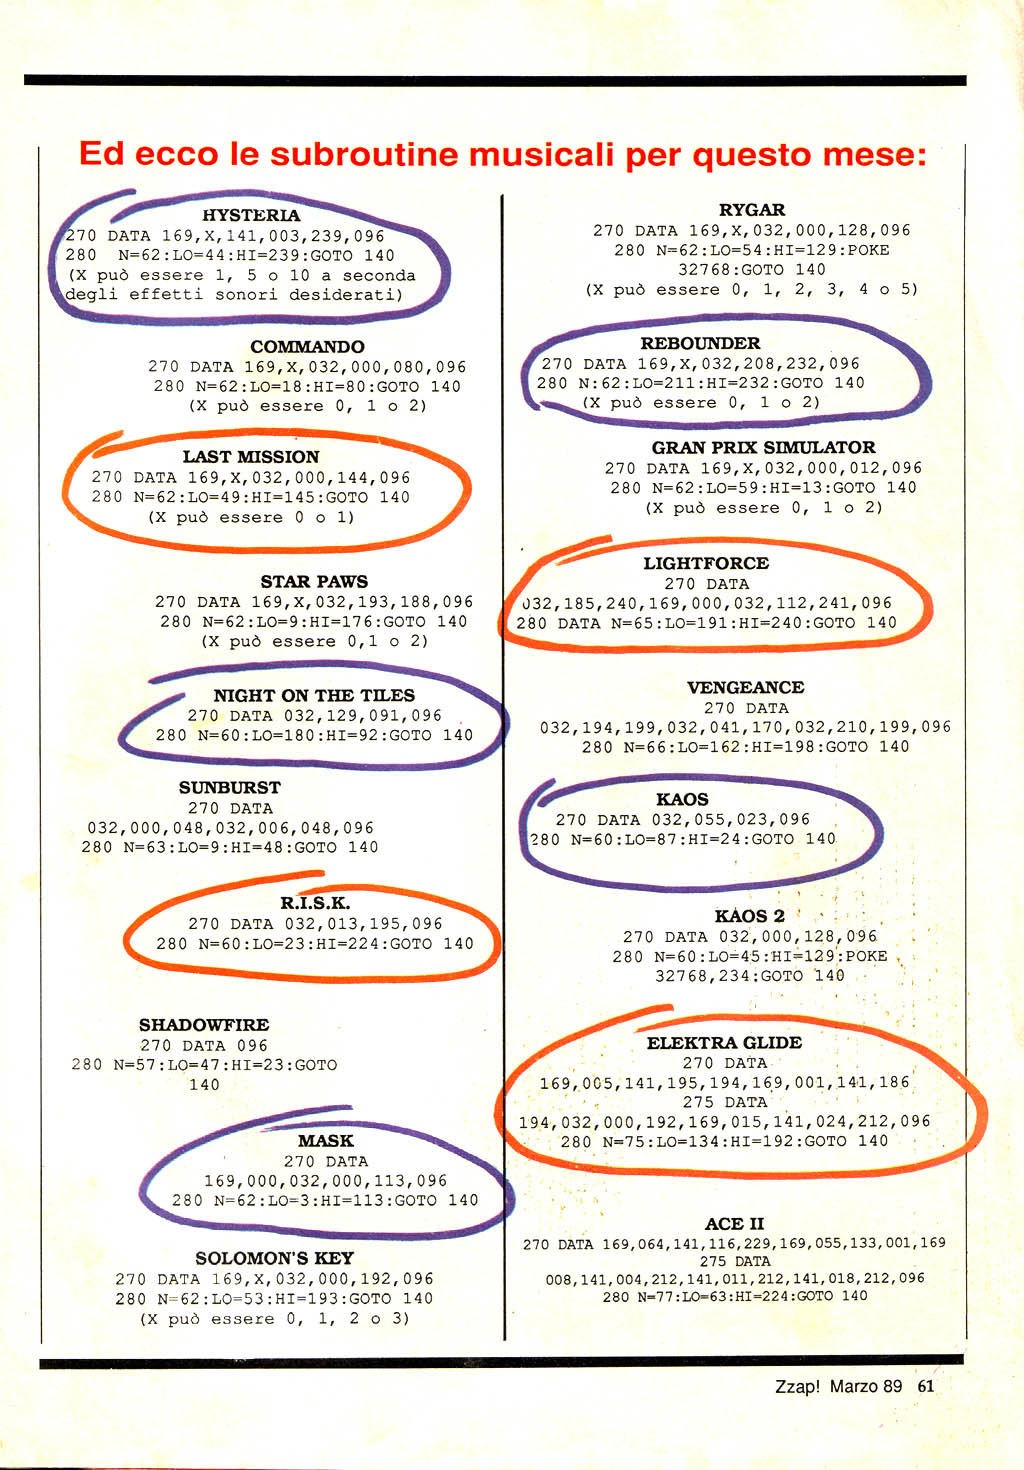 Ed ecco le subroutine musicali per questo mese:
HYSTERIA
270 DATA 169,X,141,003,239,096
280 N=62:LO=44:HI=239:GOTO 140
(X può essere 1, 5 o 10 a seconda
degli effetti sonori desiderati)
COMMANDO
270 DATA 169,X,032,000,080,096
280 N=62:LO=18:HI=80:GOTO 140
(X può essere 0, 1 o 2)
LAST MISSION
270 DATA 169,X,032,000,144,096
280 N=62:LO=49:HI=145:GOTO 140
(X può essere 0 o 1)
STAR PAWS
270 DATA 169,X,032,193,188,096
280 N=62:LO=9:HI=176:GOTO 140
(X può essere 0,1 o 2)
NIGHT ON THE TILES
270 DATA 032,129,091,096
280 N=60:LO=180:HI=92:GOTO 140
SUNBURST
270 DATA
032,000,048,032,006,048,096
280 N=63:LO=9:HI=48:GOTO 140
R.I.S.K.
270 DATA 032,013,195,096
280 N=60:LO=23:HI=224:GOTO 140
SHADOWFIRE
270 DATA 096
280 N=57:LO=47:HI=23:GOTO
140
MASK
270 DATA
169,000,032,000,113,096
280 N=62:LO=3:HI=113:GOTO 140
SOLOMON'S KEY
270 DATA 169,X,032,000,192,096
280 N=62:LO=53:HI=193:GOTO 140
(X può essere 0, 1, 2 o 3)
RYGAR
270 DATA 169,X,032,000,128,096
280 N=62:LO=54:HI=129:POKE
32768:GOTO 140
(X può essere 0, 1, 2, 3, 4 o 5)
REBOUNDER
270 DATA 169,X,032,208,232,096
280 N:62:LO=211:HI=232:GOTO 140
(X può essere 0, 1 o 2)
GRAN PRIX SIMULATOR
270 DATA 169,X,032,000,012,096
280 N=62:LO=59:HI=13:GOTO 140
(X può essere 0, 1 o 2)
LIGHTFORCE
270 DATA
032,185,240,169,000,032,112,241,096
280 DATA N=65:LO=191:HI=240:GOTO 140
VENGEANCE
270 DATA
032,194,199,032,041,170,032,210,199,096
280 N=66:LO=162:HI=198:GOTO 140
KAOS
270 DATA 032,055,023,096
280 N=60:LO=87:HI=24:GOTO 140
KAOS 2
270 DATA 032,000,128,096
280 N=60:LO=45:HI=129:POKE
32768,234:GOTO 140
ELEKTRA GLIDE
270 DATA
169,005,141,195,194,169,001,141,186
275 DATA
194,032,000,192,169,015,141,024,212,096
280 N=75:LO=134:HI=192:GOTO 140
ACE II
270 DATA 169,064,141,116,229,169,055,133,001,169
275 DATA
008,141,004,212,141,011,212,141,018,212,096
280 N=77:LO=63:HI=224:GOTO 140
Zzap! Marzo 89 61